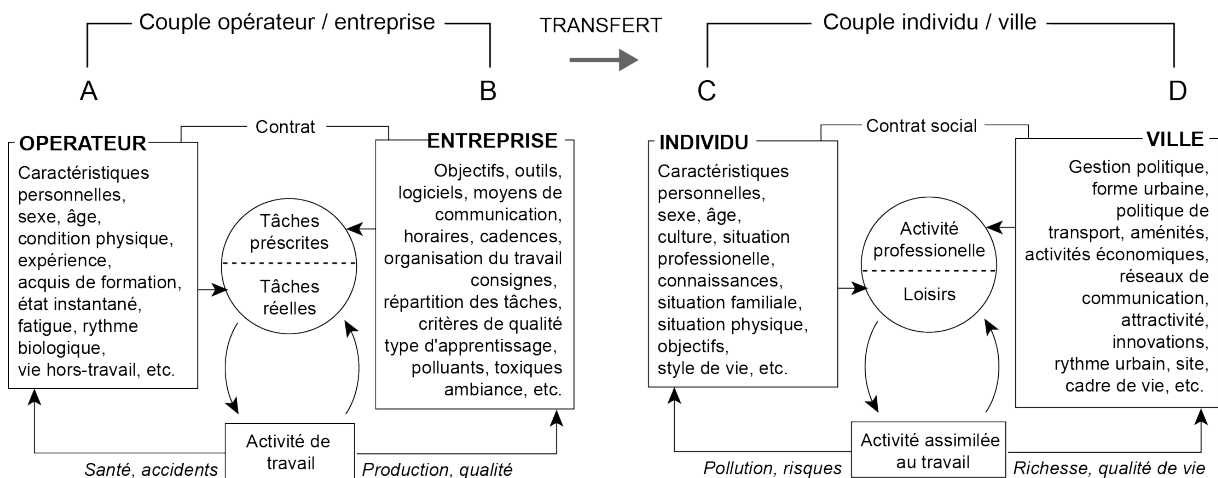 Couple opérateur / entreprise
TRANSFERT
Couple individu / ville
A
B
C
D
OPERATEUR
Contrat
ENTREPRISE
Caractéristiques
personnelles,
sexe, âge,
condition physique,
expérience,
acquis de formation,
état instantané,
fatigue, rythme
biologique,
vie hors-travail, etc.
Tâches
préscrites
Tâches
réelles
Objectifs, outils,
logiciels, moyens de
communication,
horaires, cadences,
organisation du travail
consignes,
répartition des tâches,
critères de qualité
type d'apprentissage,
polluants, toxiques
ambiance, etc.
Santé, accidents
Activité de
travail
Production, qualité
INDIVIDU
Contrat social
VILLE
Caractéristiques
personnelles,
sexe, âge,
culture, situation
professionelle,
connaissances,
situation familiale,
situation physique,
objectifs,
style de vie, etc.
Activité
professionelle
Loisirs
Gestion politique,
forme urbaine,
politique de
transport, aménités,
activités économiques,
réseaux de
communication,
attractivité,
innovations,
rythme urbain, site,
cadre de vie, etc.
Pollution, risques
Activité assimilée
au travail
Richesse, qualité de vie